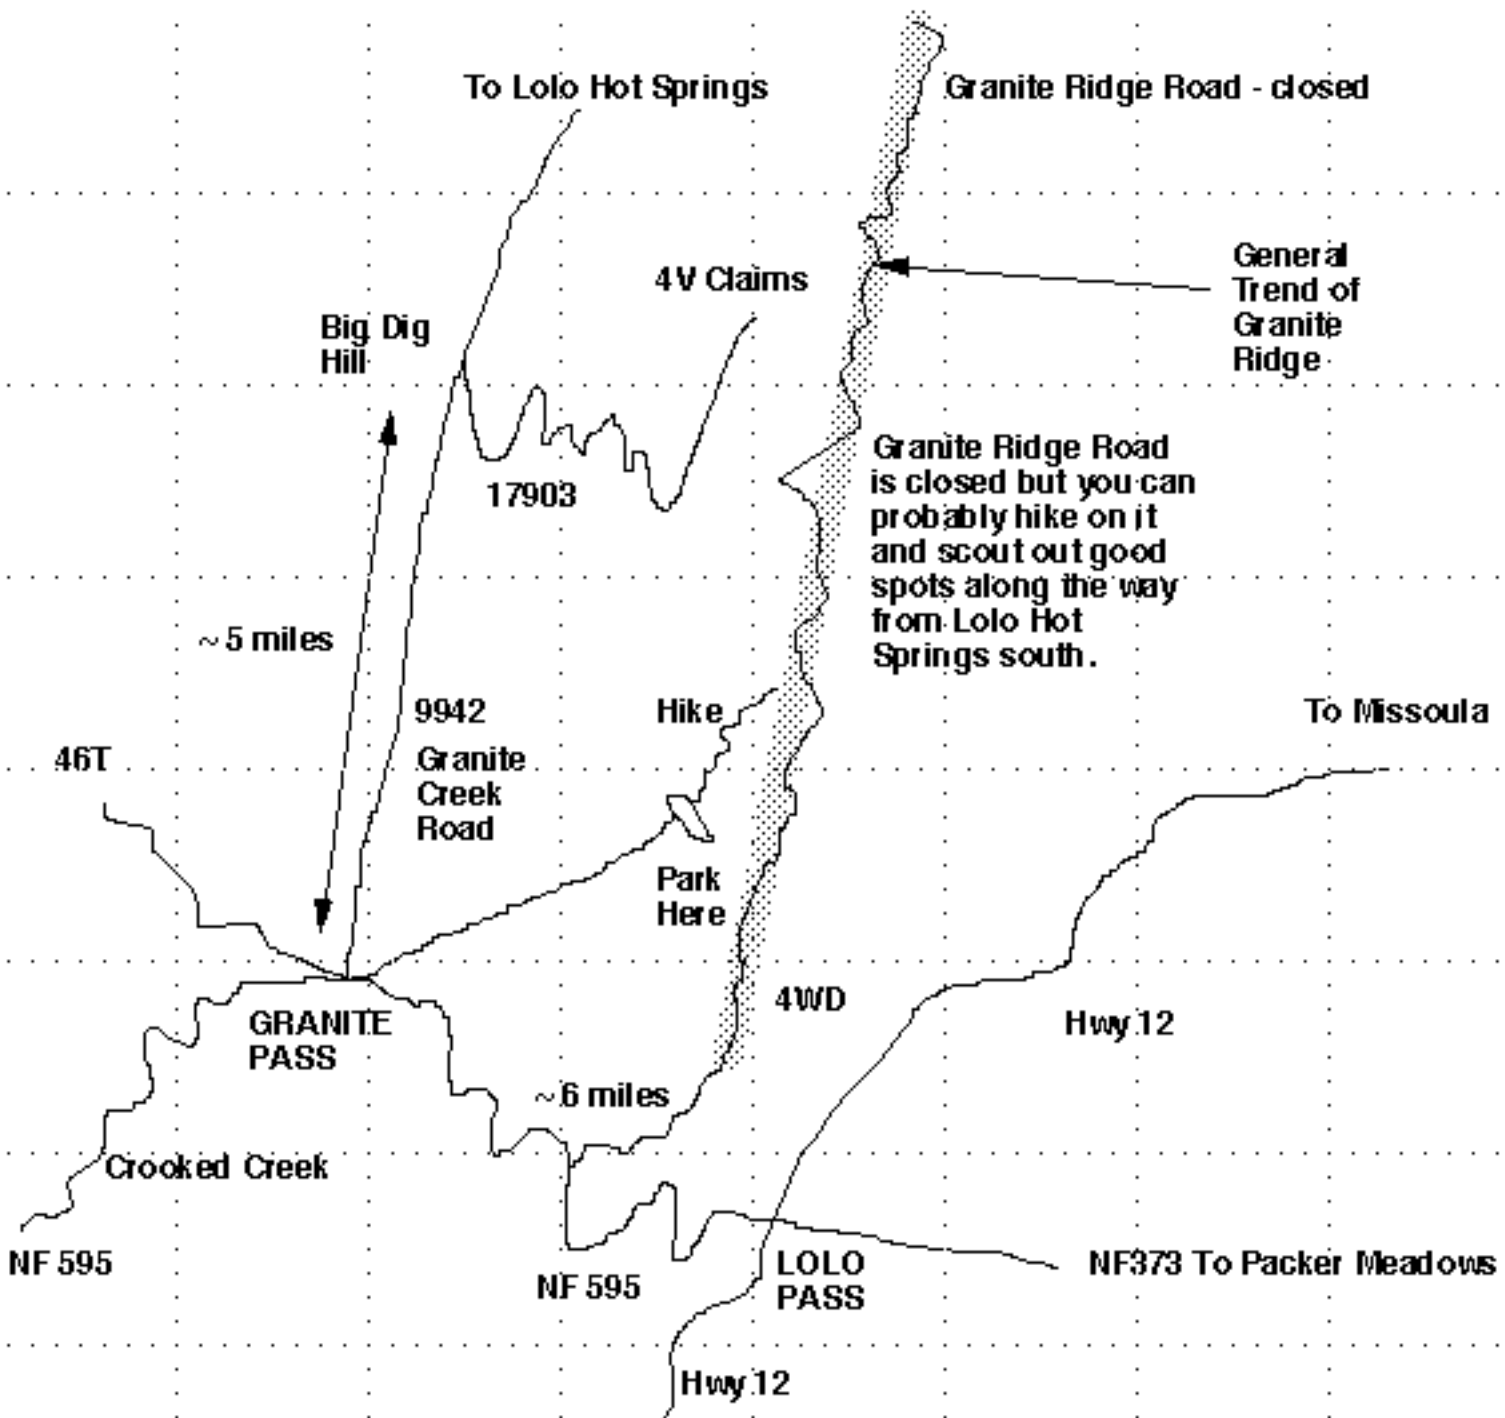 To Lolo Hot Springs
Granite Ridge Road - closed
General
Trend of
Granite
Ridge
4V Claims
Big Dig
Hill
17903
Granite Ridge Road
is closed but you can
probably hike on it
and scout out good
spots along the way
from Lolo Hot
Springs south.
~ 5 miles
9942
Granite
Creek
Road
Hike
To Missoula
46T
Park
Here
4WD
Hwy 12
GRANITE
PASS
~ 6 miles
Crooked Creek
NF 595
NF 595
LOLO
PASS
NF373 To Packer Meadows
Hwy 12